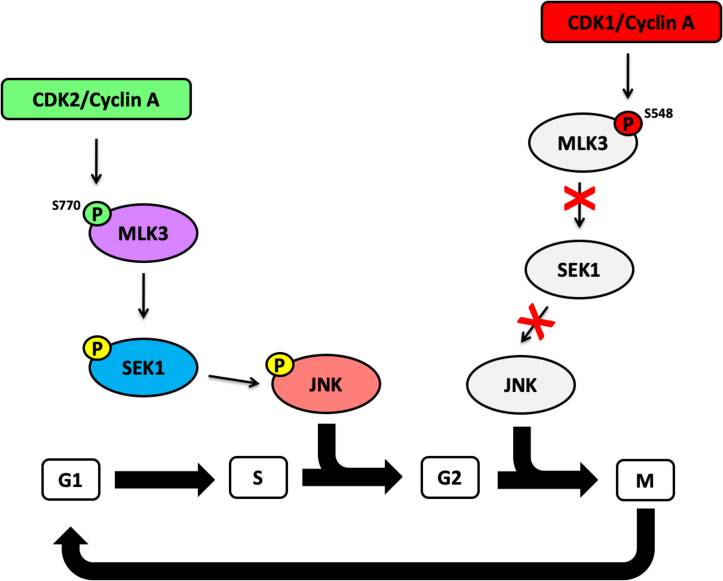 CDK1/Cyclin A
CDK2/Cyclin A
P
S548
MLK3
S770
P
MLK3
SEK1
P
SEK1
P
JNK
JNK
G1
S
G2
M